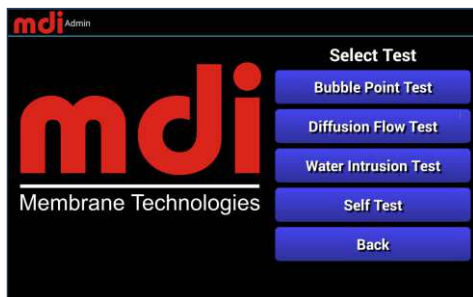 mdi Admin
mdi
Membrane Technologies
Select Test
Bubble Point Test
Diffusion Flow Test
Water Intrusion Test
Self Test
Back